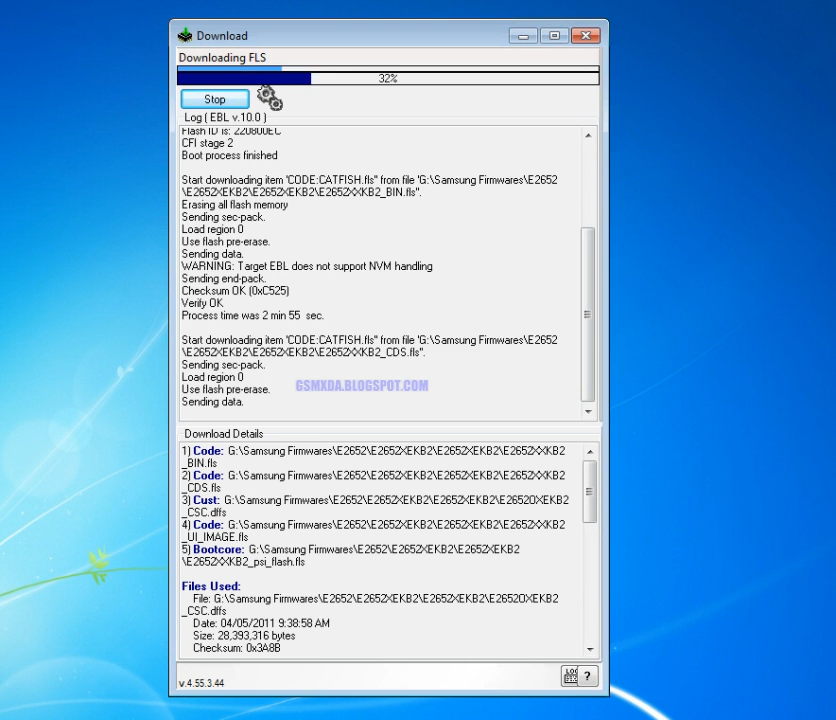 Download
Downloading FLS
32%
Stop
Log ( EBL v.10.0 )
Flash ID is: 220800EC
CFI stage 2
Boot process finished
Start downloading item "CODE:CATFISH.fls" from file "G:\Samsung Firmwares\E2652
\E2652XEKB2\E2652XEKB2\E2652XXKB2_BIN.fls".
Erasing all flash memory
Sending sec-pack.
Load region 0
Use flash pre-erase.
Sending data.
WARNING: Target EBL does not support NVM handling
Sending end-pack.
Checksum OK (0xC525)
Verify OK
Process time was 2 min 55  sec.
Start downloading item "CODE:CATFISH.fls" from file "G:\Samsung Firmwares\E2652
\E2652XEKB2\E2652XEKB2\E2652XXKB2_CDS.fls".
Sending sec-pack.
Load region 0
Use flash pre-erase.
Sending data.
GSMXDA.BLOGSPOT.COM
Download Details
1) Code: G:\Samsung Firmwares\E2652\E2652XEKB2\E2652XEKB2\E2652XXKB2
_BIN.fls
2) Code: G:\Samsung Firmwares\E2652\E2652XEKB2\E2652XEKB2\E2652XXKB2
_CDS.fls
3) Cust: G:\Samsung Firmwares\E2652\E2652XEKB2\E2652XEKB2\E2652OXEKB2
_CSC.dffs
4) Code: G:\Samsung Firmwares\E2652\E2652XEKB2\E2652XEKB2\E2652XXKB2
_UI_IMAGE.fls
5) Bootcore: G:\Samsung Firmwares\E2652\E2652XEKB2\E2652XEKB2
\E2652XXKB2_psi_flash.fls
Files Used:
File: G:\Samsung Firmwares\E2652\E2652XEKB2\E2652XEKB2\E2652OXEKB2
_CSC.dffs
Date: 04/05/2011 9:38:58 AM
Size: 28,393,316 bytes
Checksum: 0x3A8B
v.4.55.3.44
LOG
?